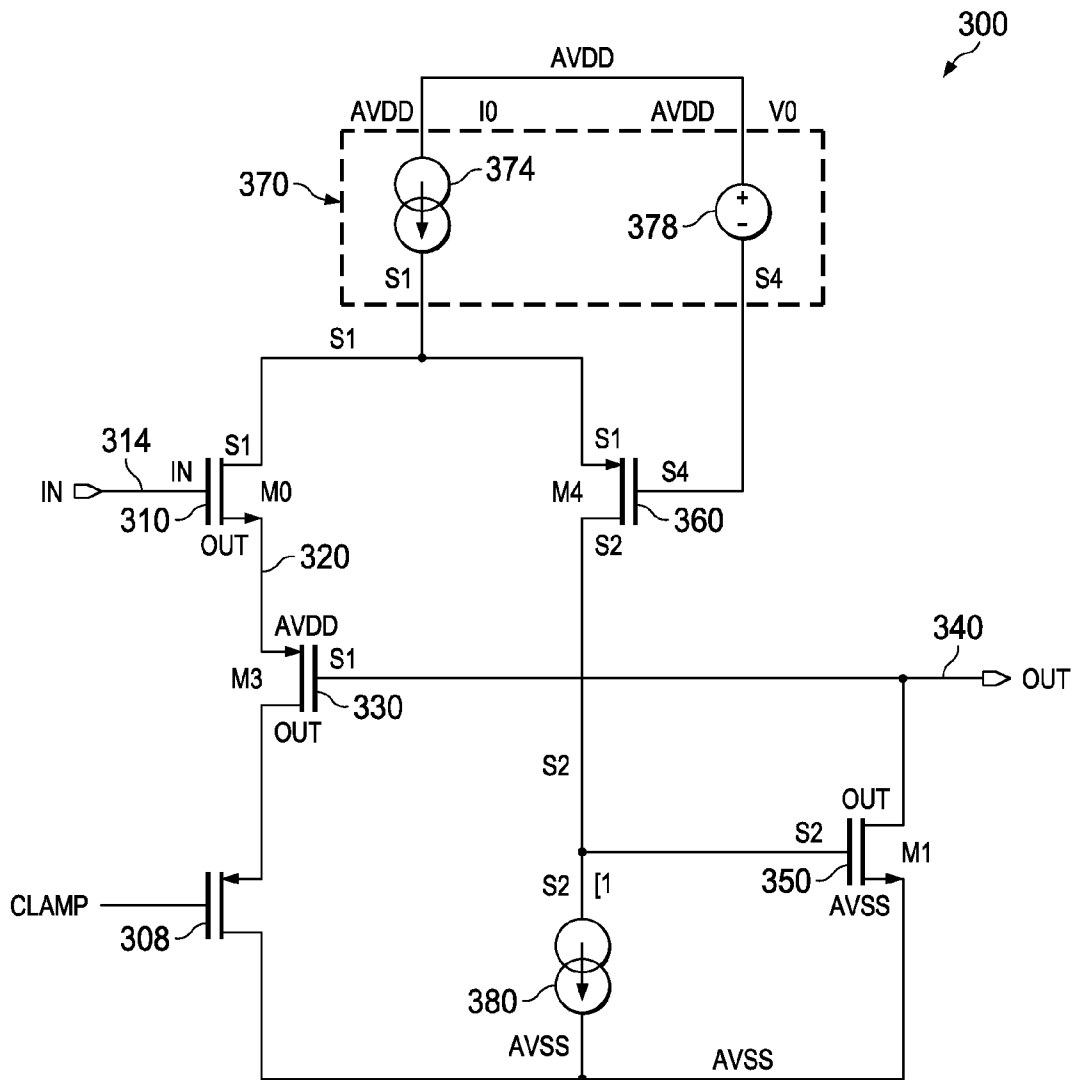 300
AVDD
AVDD I0 AVDD V0
370 374
378
S1 S4
S1
314 S1 S1
IN IN M0 M4 S4
310 360
OUT S2
320
AVDD 340
S1
M3 OUT
330
OUT
S2
OUT
S2 M1
S2 [1 350
CLAMP AVSS
308
380
AVSS AVSS